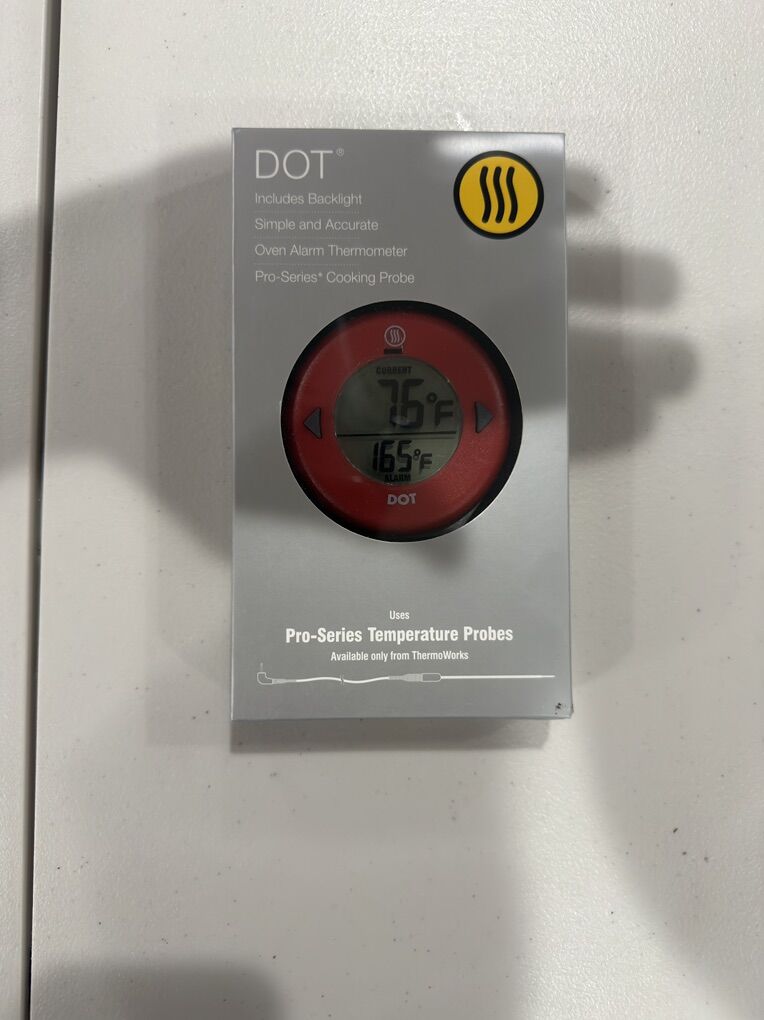 DOT®
Includes Backlight
Simple and Accurate
Oven Alarm Thermometer
Pro-Series® Cooking Probe
CURRENT
76°F
165°F
ALARM
DOT
Uses
Pro-Series Temperature Probes
Available only from ThermoWorks